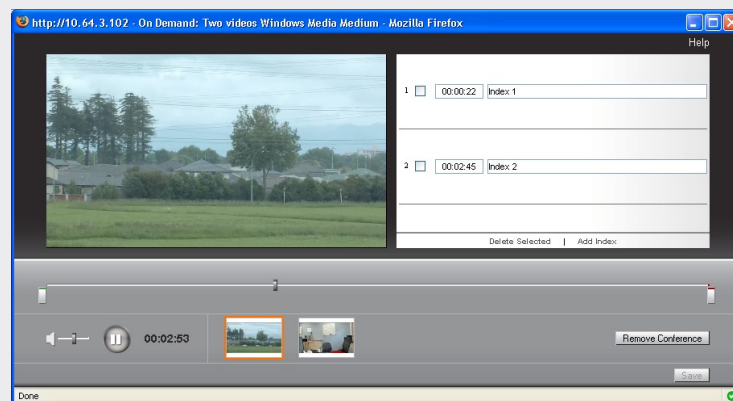 http://10.64.3.102 - On Demand: Two videos Windows Media Medium - Mozilla Firefox
Help
1 00:00:22 Index 1
2 00:02:45 Index 2
Delete Selected | Add Index
00:02:53
Remove Conference
Save
Done